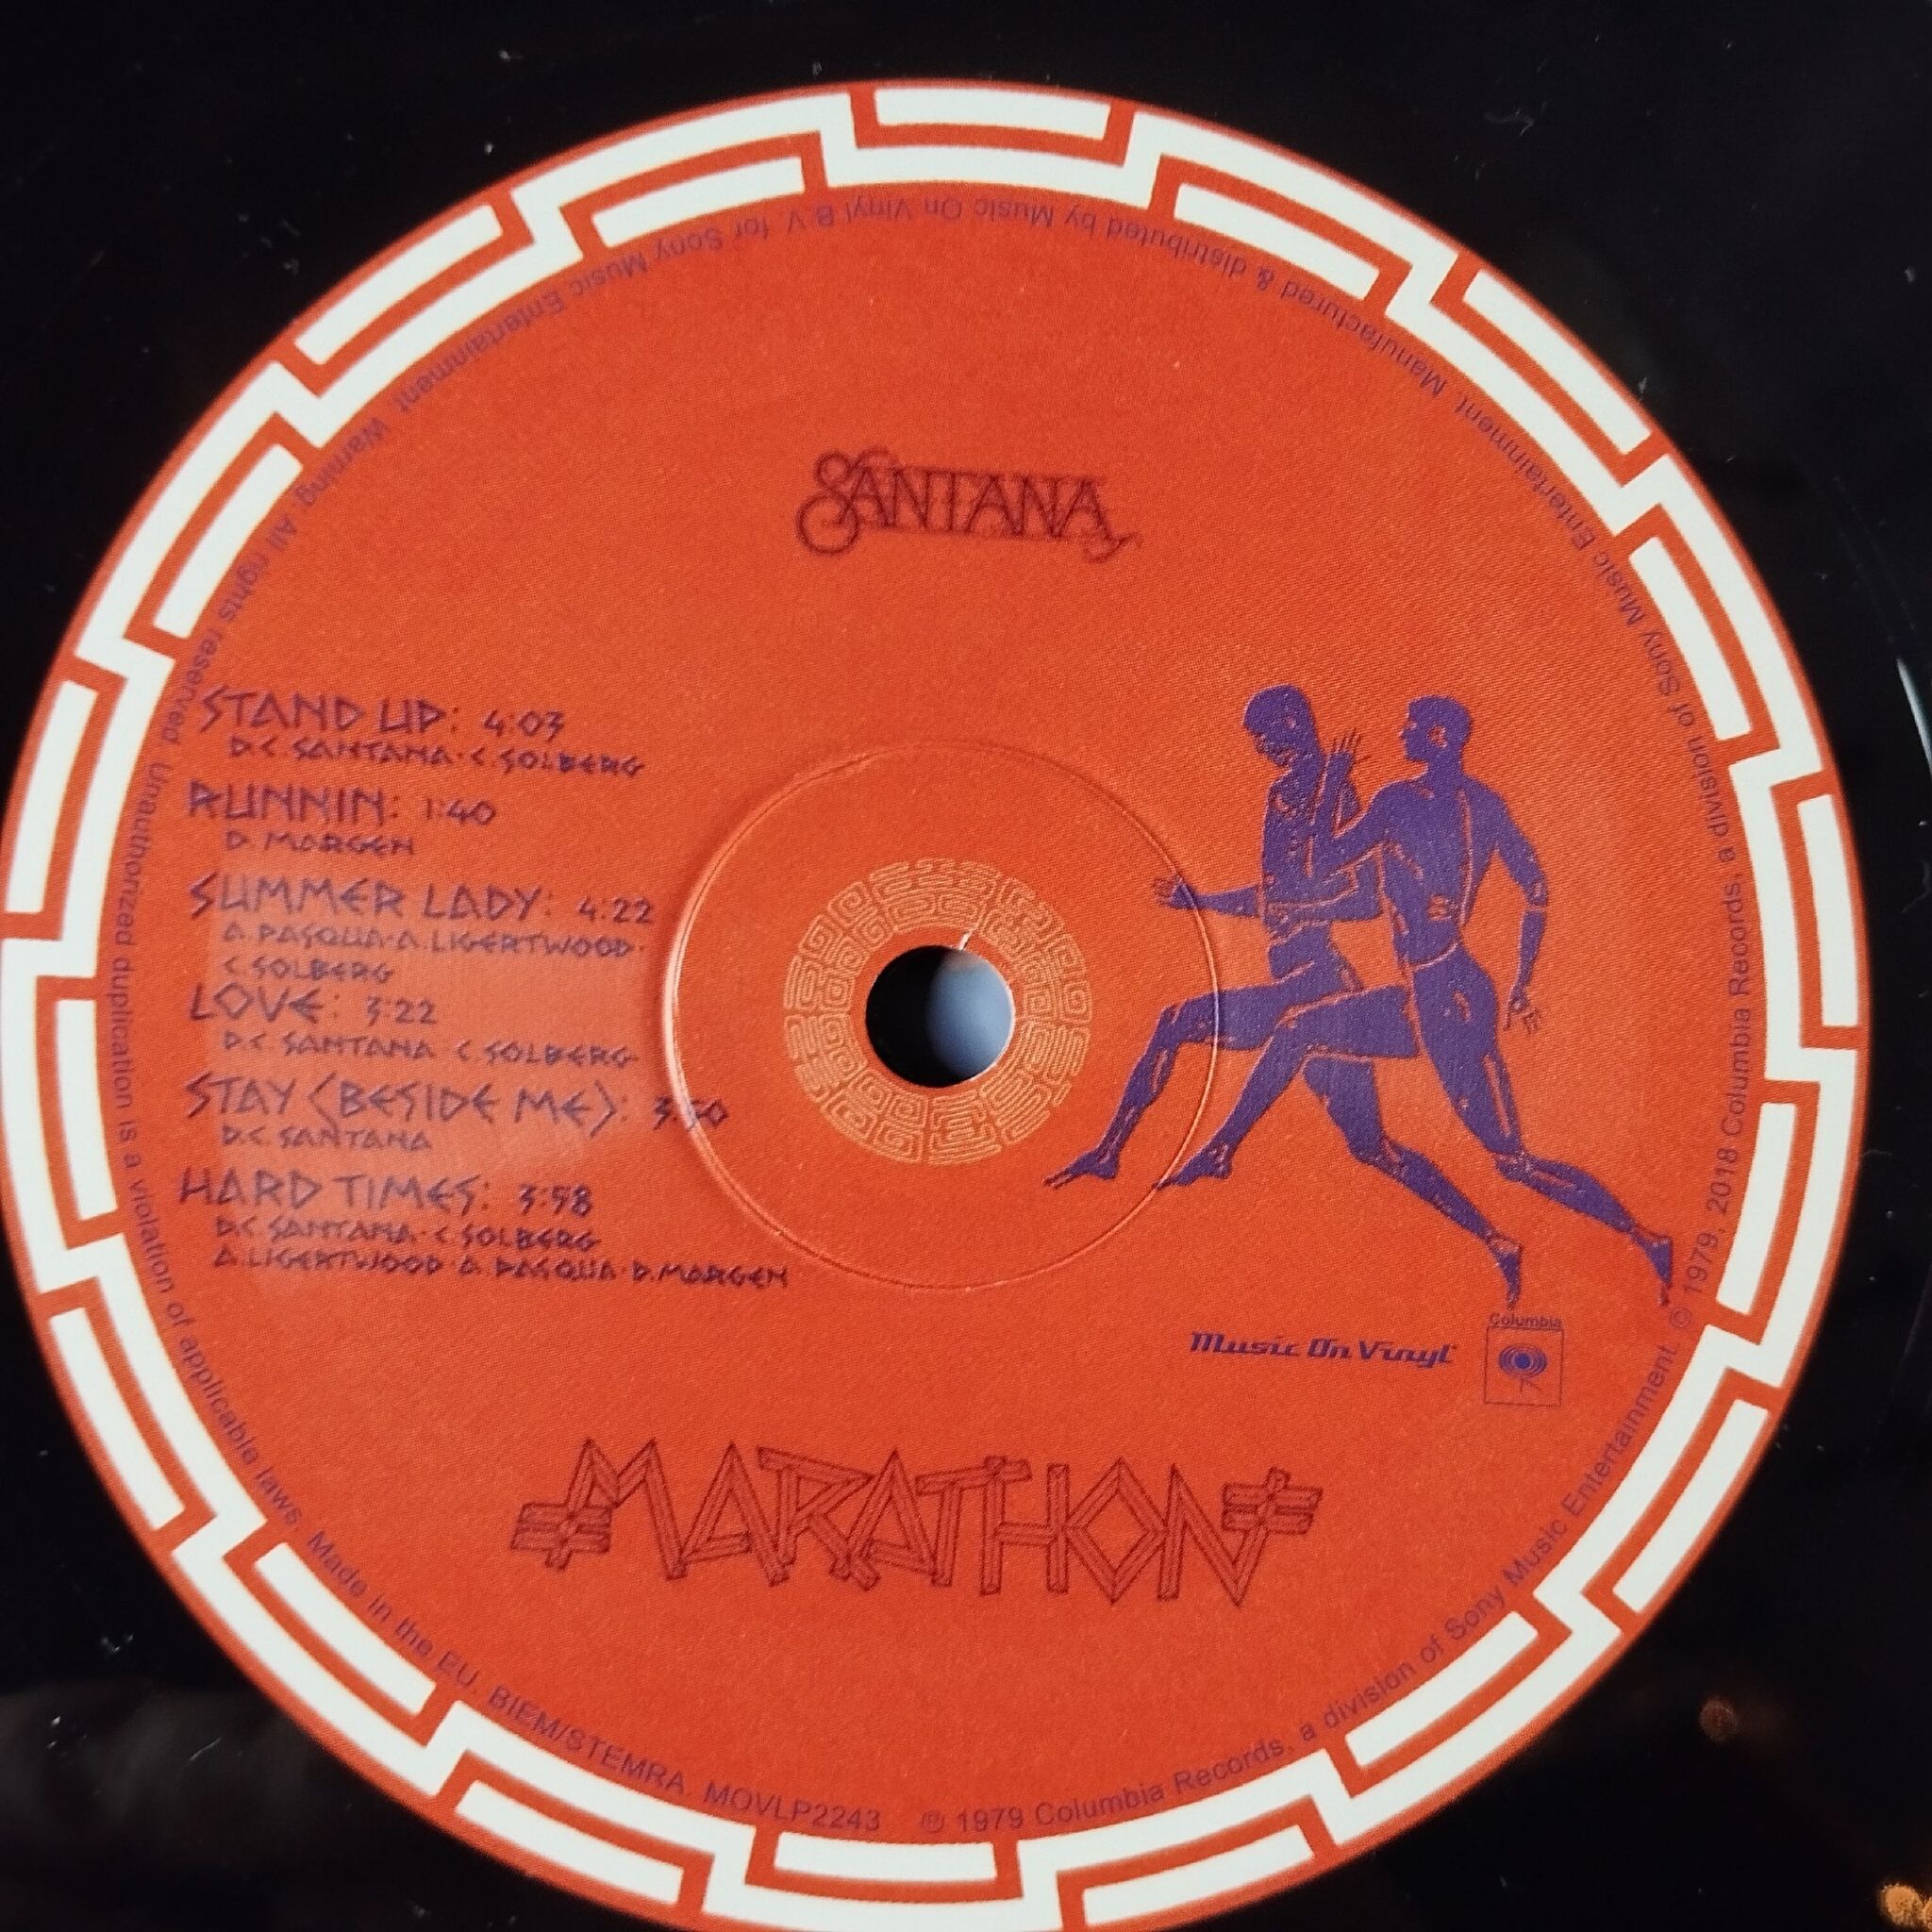 SANTANA
STAND UP: 4:03
D.C. SANTANA · C. SOLBERG
RUNNIN: 1:40
D. MARGEN
SUMMER LADY: 4:22
A. PASQUA · A. LIGERTWOOD ·
C. SOLBERG
LOVE: 3:22
D.C. SANTANA C SOLBERG
STAY (BESIDE ME): 3:50
D.C. SANTANA
HARD TIMES: 3:58
D.C. SANTANA · C SOLBERG
A. LIGERTWOOD · A. PASQUA · D. MARGEN
Music On Vinyl
Columbia
MARATHON
℗ 1979 Columbia Records, a division of Sony Music Entertainment. © 1979, 2018 Columbia Records, a division of Sony Music Entertainment. Manufactured & distributed by Music On Vinyl B.V. for Sony Music Entertainment. Warning: All rights reserved. Unauthorized duplication is a violation of applicable laws. Made in the EU. BIEM/STEMRA. MOVLP2243